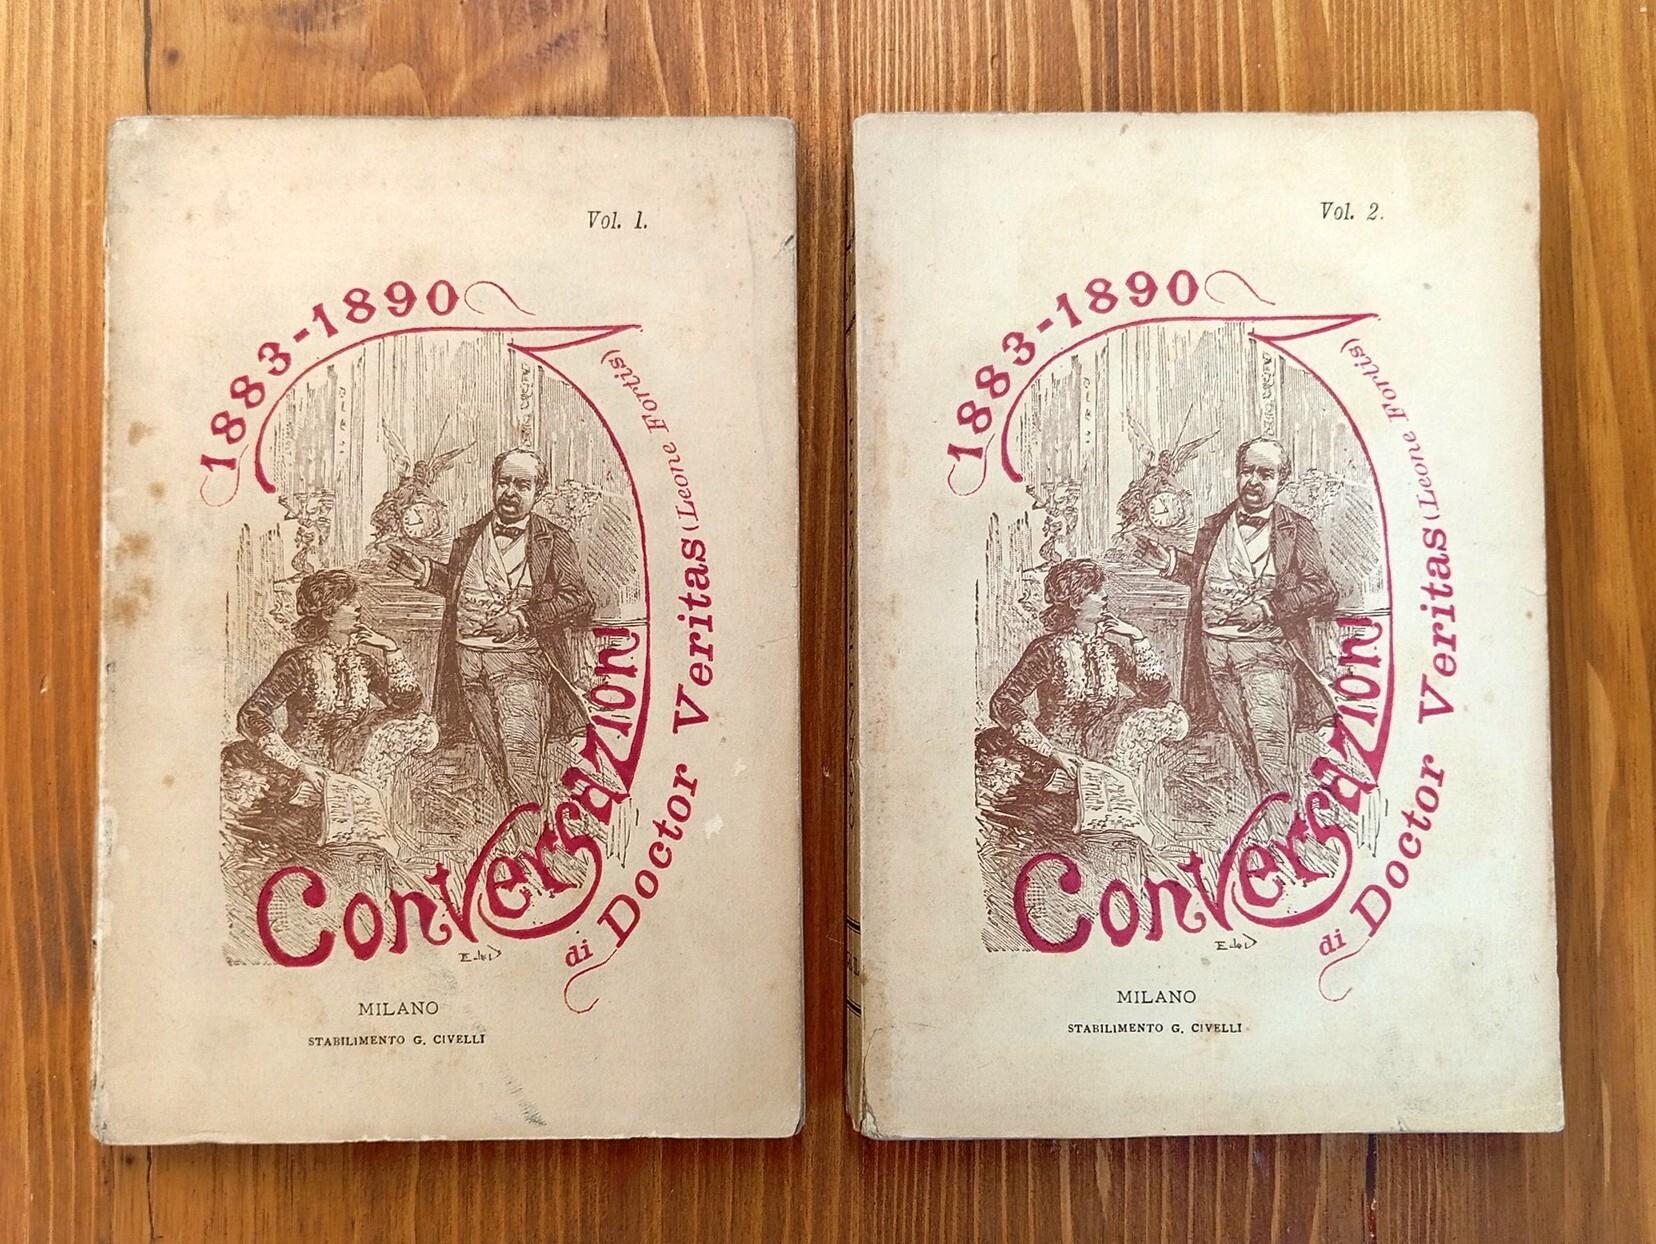 Vol. 1.
1883-1890
Conversazioni
di Doctor Veritas (Leone Fortis)
MILANO
STABILIMENTO G. CIVELLI
Vol. 2.
1883-1890
Conversazioni
di Doctor Veritas (Leone Fortis)
MILANO
STABILIMENTO G. CIVELLI